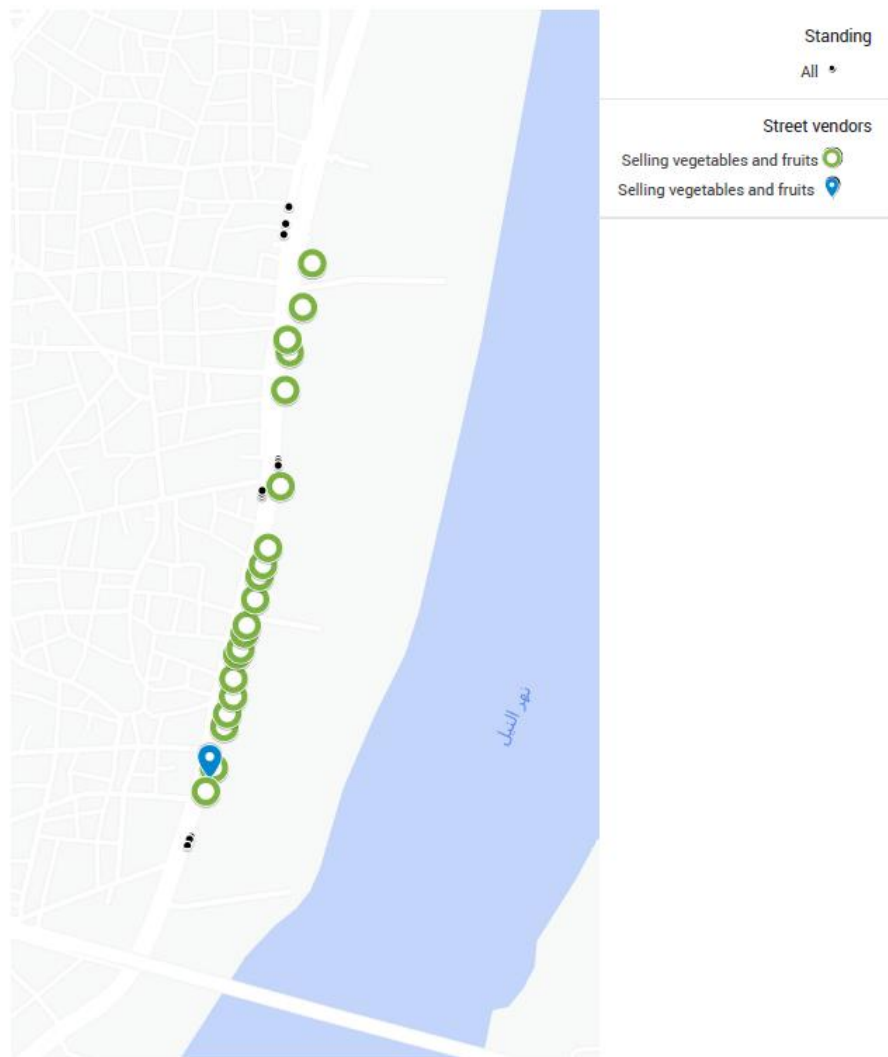 Standing
All
Street vendors
Selling vegetables and fruits
Selling vegetables and fruits
نهر النيل